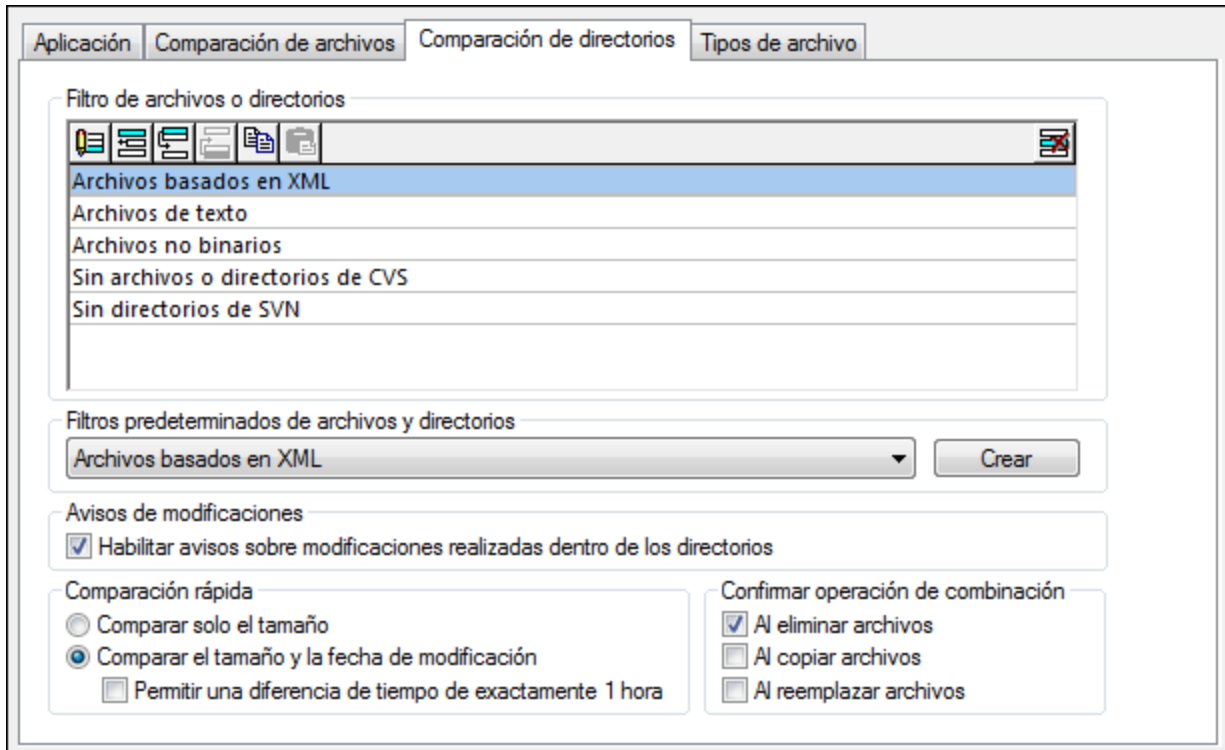 Aplicación
Comparación de archivos
Comparación de directorios
Tipos de archivo
Filtro de archivos o directorios
Archivos basados en XML
Archivos de texto
Archivos no binarios
Sin archivos o directorios de CVS
Sin directorios de SVN
Filtros predeterminados de archivos y directorios
Archivos basados en XML
Crear
Avisos de modificaciones
Habilitar avisos sobre modificaciones realizadas dentro de los directorios
Comparación rápida
Comparar solo el tamaño
Comparar el tamaño y la fecha de modificación
Permitir una diferencia de tiempo de exactamente 1 hora
Confirmar operación de combinación
Al eliminar archivos
Al copiar archivos
Al reemplazar archivos